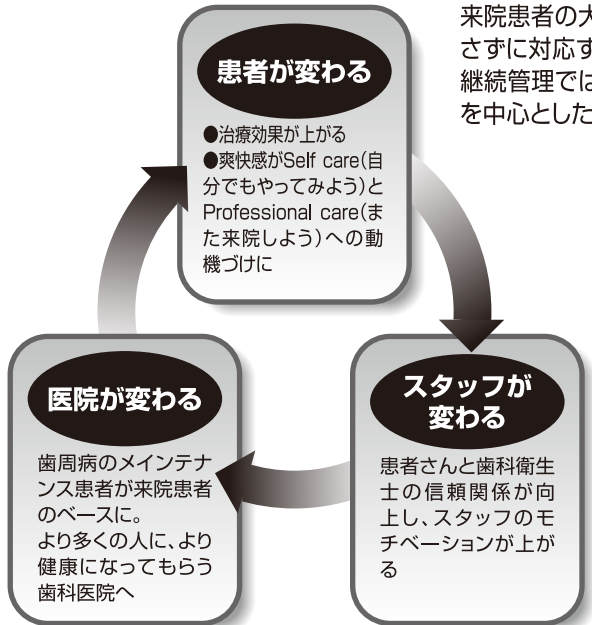 来院患者の大
さずに対応す
継続管理では
を中心とした
患者が変わる
●治療効果が上がる
●爽快感がSelf care(自
分でもやってみよう)と
Professional care(ま
た来院しよう)への動
機づけに
医院が変わる
歯周病のメインテナ
ンス患者が来院患者
のベースに。
より多くの人に、より
健康になってもらう
歯科医院へ
スタッフが
変わる
患者さんと歯科衛生
士の信頼関係が向
上し、スタッフのモ
チベーションが上が
る